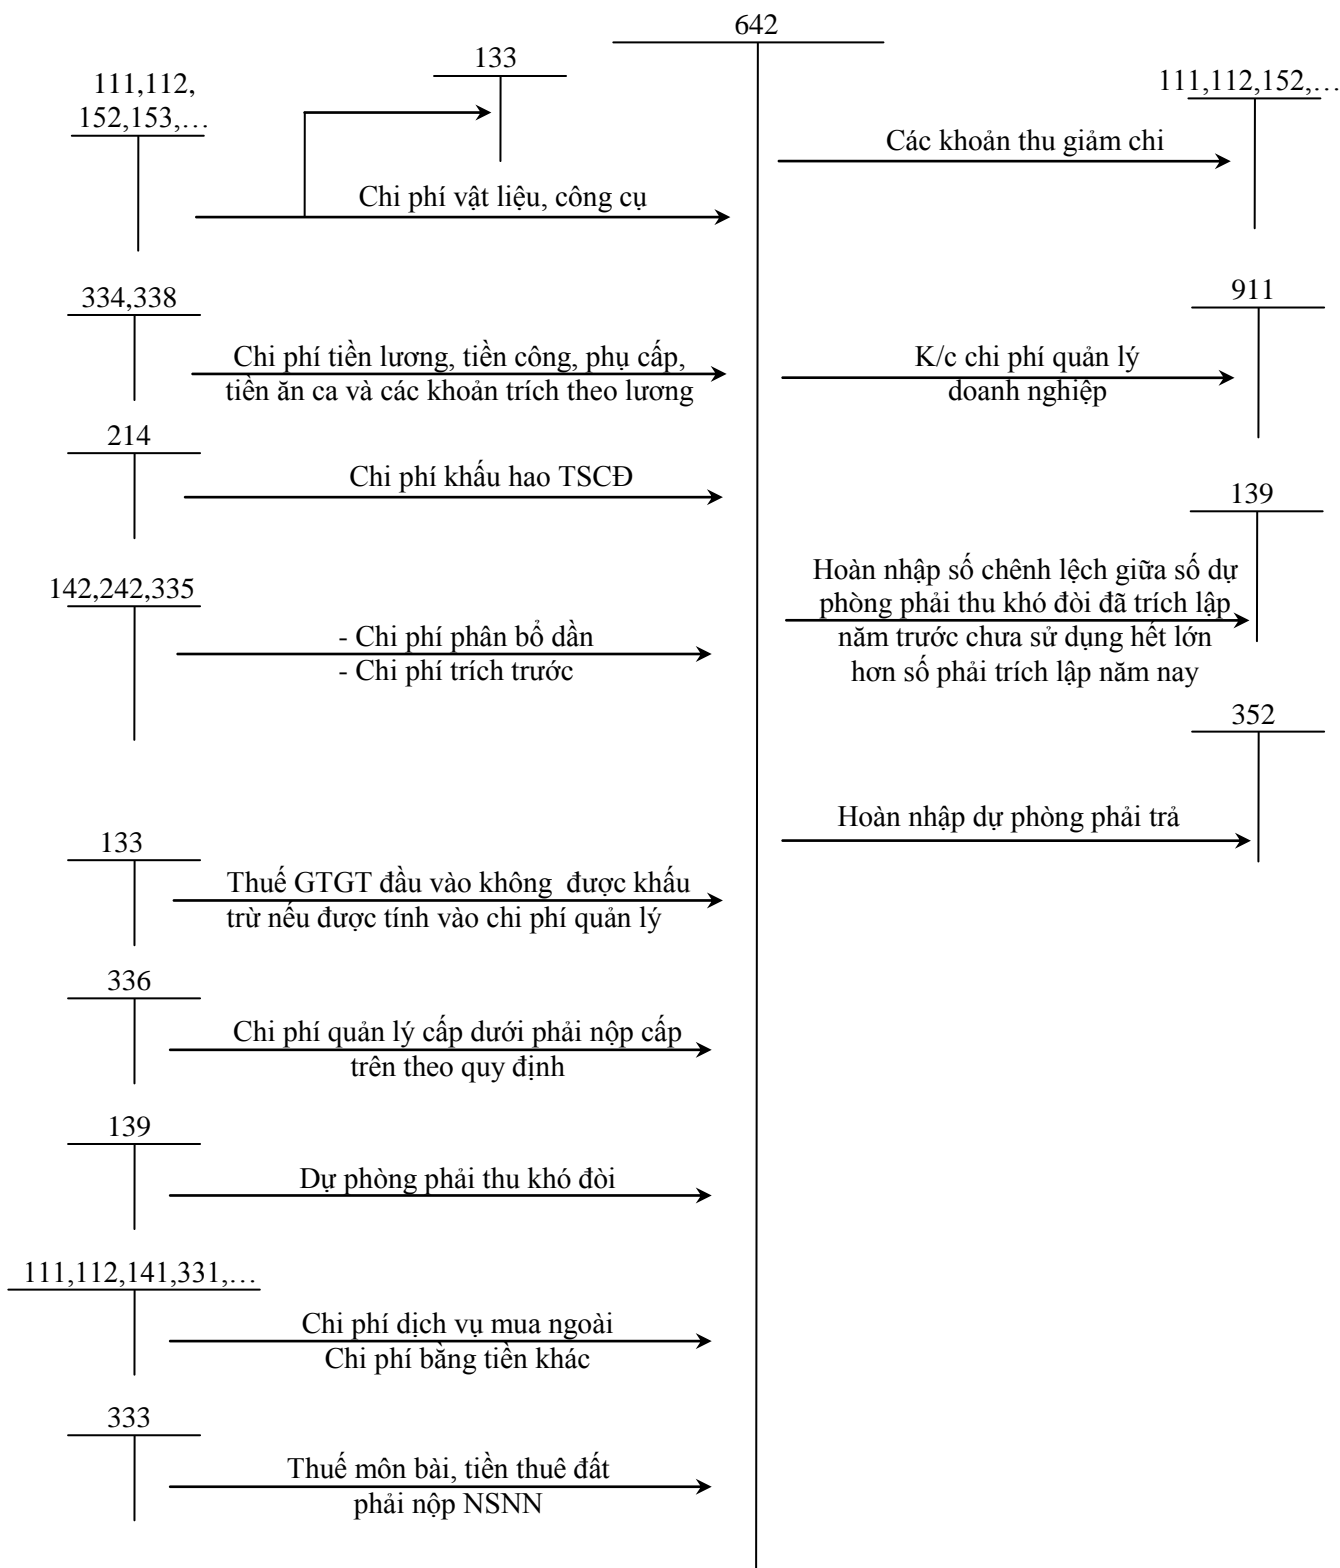 642
133
111,112,
152,153,…
Chi phí vật liệu, công cụ
334,338
Chi phí tiền lương, tiền công, phụ cấp,
tiền ăn ca và các khoản trích theo lương
214
Chi phí khấu hao TSCĐ
142,242,335
- Chi phí phân bổ dần
- Chi phí trích trước
133
Thuế GTGT đầu vào không được khấu
trừ nếu được tính vào chi phí quản lý
336
Chi phí quản lý cấp dưới phải nộp cấp
trên theo quy định
139
Dự phòng phải thu khó đòi
111,112,141,331,…
Chi phí dịch vụ mua ngoài
Chi phí bằng tiền khác
333
Thuế môn bài, tiền thuê đất
phải nộp NSNN
111,112,152,…
Các khoản thu giảm chi
911
K/c chi phí quản lý
doanh nghiệp
139
Hoàn nhập số chênh lệch giữa số dự
phòng phải thu khó đòi đã trích lập
năm trước chưa sử dụng hết lớn
hơn số phải trích lập năm nay
352
Hoàn nhập dự phòng phải trả